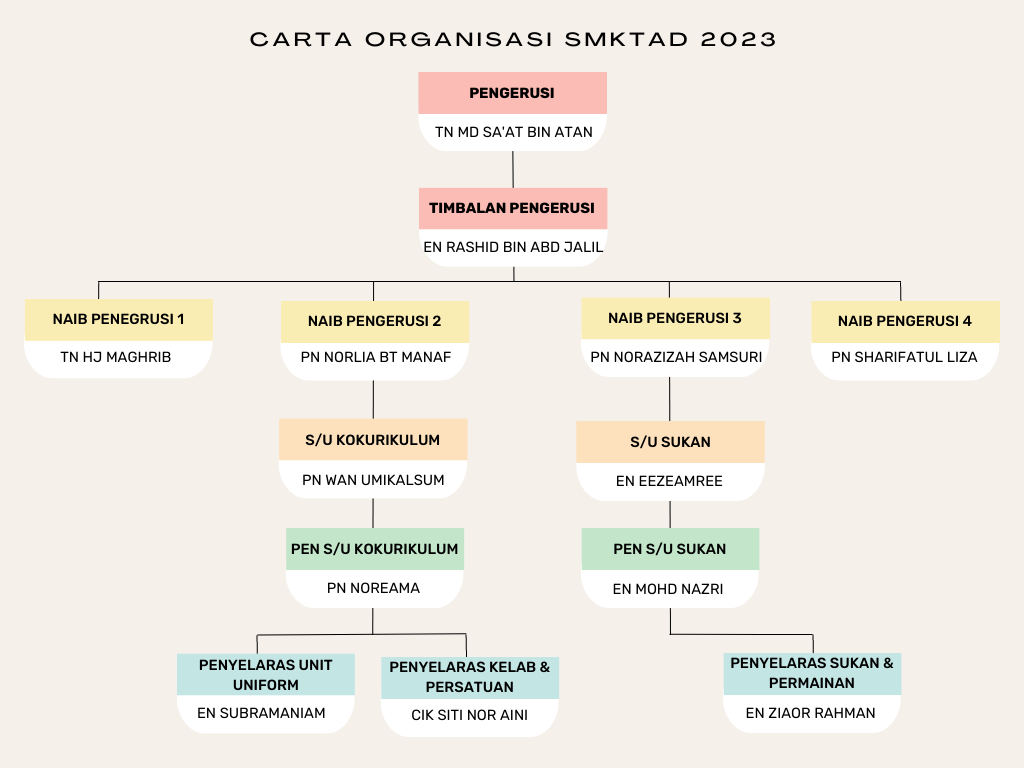 CARTA ORGANISASI SMKTAD 2023
PENGERUSI
TN MD SA'AT BIN ATAN
TIMBALAN PENGERUSI
EN RASHID BIN ABD JALIL
NAIB PENEGRUSI 1
TN HJ MAGHRIB
NAIB PENGERUSI 2
PN NORLIA BT MANAF
NAIB PENGERUSI 3
PN NORAZIZAH SAMSURI
NAIB PENGERUSI 4
PN SHARIFATUL LIZA
S/U KOKURIKULUM
PN WAN UMIKALSUM
S/U SUKAN
EN EEZEAMREE
PEN S/U KOKURIKULUM
PN NOREAMA
PEN S/U SUKAN
EN MOHD NAZRI
PENYELARAS UNIT
UNIFORM
EN SUBRAMANIAM
PENYELARAS KELAB &
PERSATUAN
CIK SITI NOR AINI
PENYELARAS SUKAN &
PERMAINAN
EN ZIAOR RAHMAN